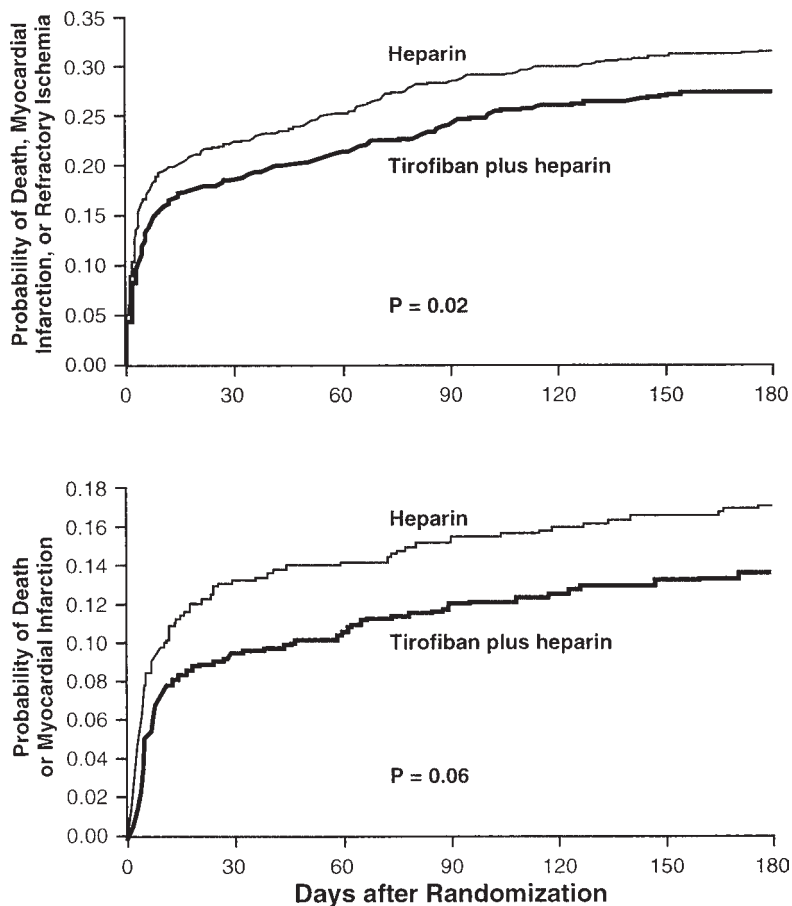 Probability of Death, Myocardial
Infarction, or Refractory Ischemia
0.35
0.30
0.25
0.20
0.15
0.10
0.05
0.00
Heparin
Tirofiban plus heparin
P = 0.02
0 30 60 90 120 150 180
Probability of Death
or Myocardial Infarction
0.18
0.16
0.14
0.12
0.10
0.08
0.06
0.04
0.02
0.00
Heparin
Tirofiban plus heparin
P = 0.06
0 30 60 90 120 150 180
Days after Randomization